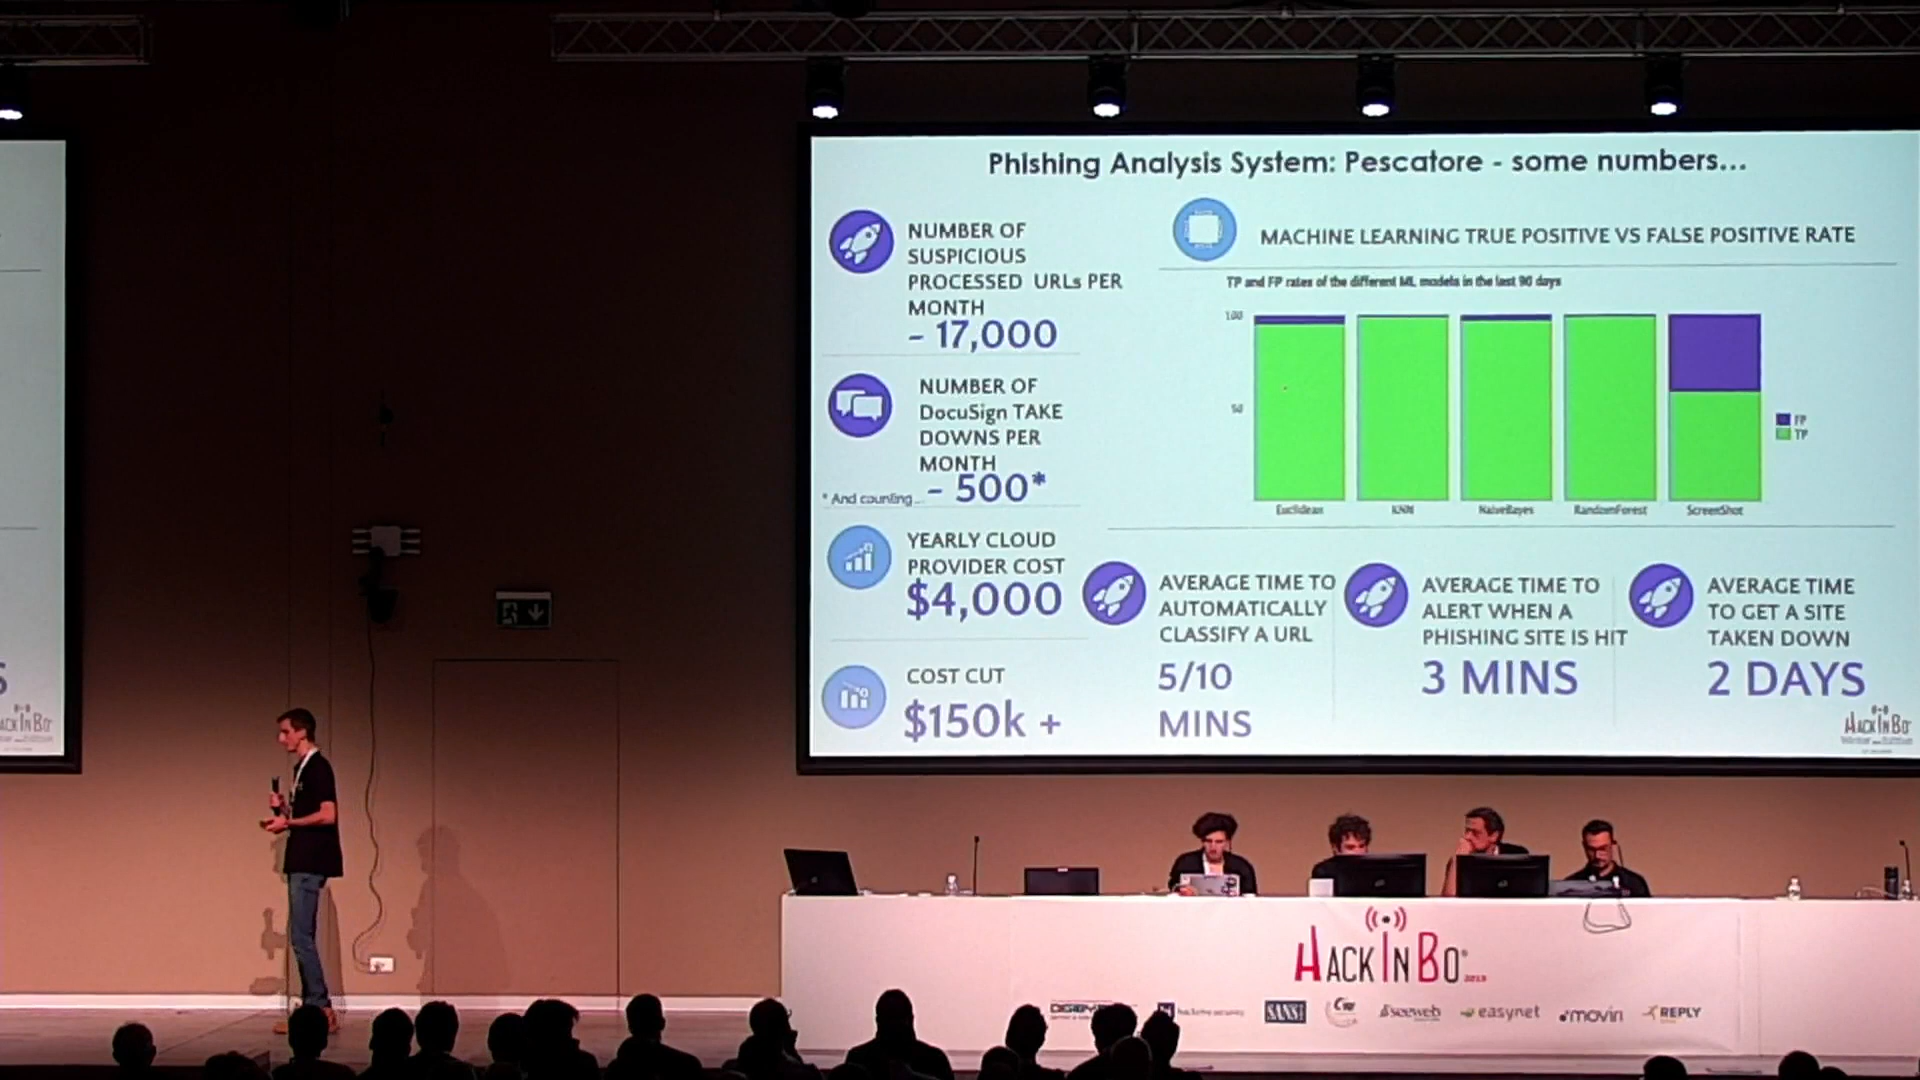 Phishing Analysis System: Pescatore - some numbers...
NUMBER OF
SUSPICIOUS
PROCESSED URLs PER
MONTH
- 17,000
NUMBER OF
DocuSign TAKE
DOWNS PER
MONTH
- 500*
* And counting...
YEARLY CLOUD
PROVIDER COST
$4,000
COST CUT
$150k +
MACHINE LEARNING TRUE POSITIVE VS FALSE POSITIVE RATE
TP and FP rates of the different ML models in the last 90 days
100
50
Euclidean
KNN
NaiveBayes
RandomForest
ScreenShot
FP
TP
AVERAGE TIME TO
AUTOMATICALLY
CLASSIFY A URL
5/10
MINS
AVERAGE TIME TO
ALERT WHEN A
PHISHING SITE IS HIT
3 MINS
AVERAGE TIME
TO GET A SITE
TAKEN DOWN
2 DAYS
HACKINBO
S
ACKINBO
HACKINBO
SANS
seeweb
easynet
movin
REPLY